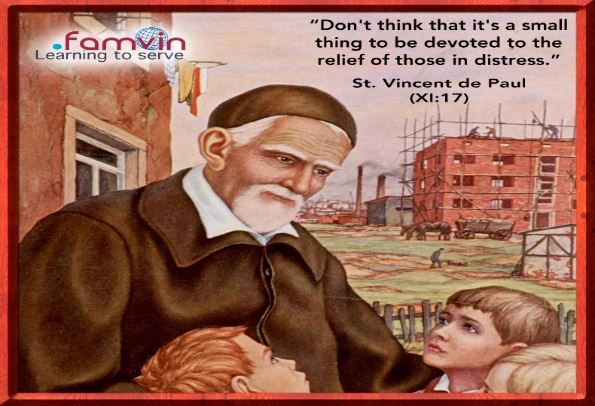 .famvin
Learning to serve
"Don't think that it's a small
thing to be devoted to the
relief of those in distress."
St. Vincent de Paul
(XI:17)